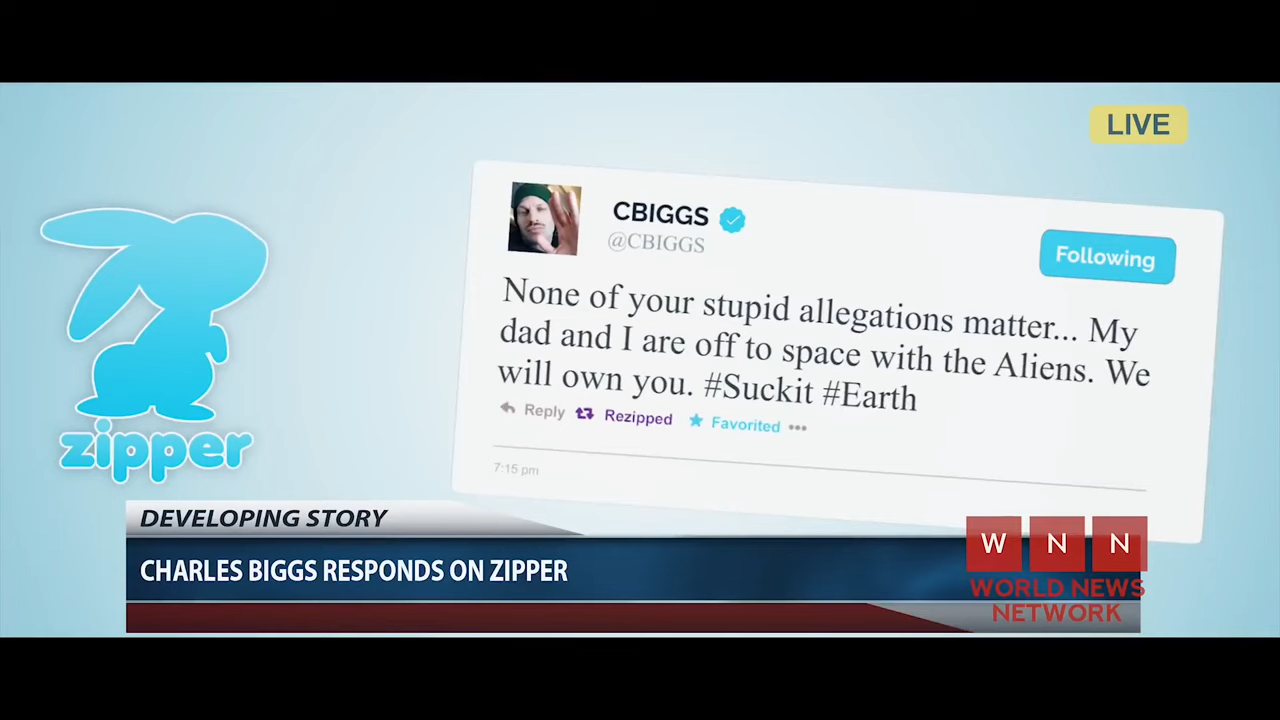 LIVE
CBIGGS
@CBIGGS
Following
None of your stupid allegations matter... My
dad and I are off to space with the Aliens. We
will own you. #Suckit #Earth
Reply Rezipped Favorited
7:15 pm
zipper
DEVELOPING STORY
CHARLES BIGGS RESPONDS ON ZIPPER
W N N
WORLD NEWS
NETWORK